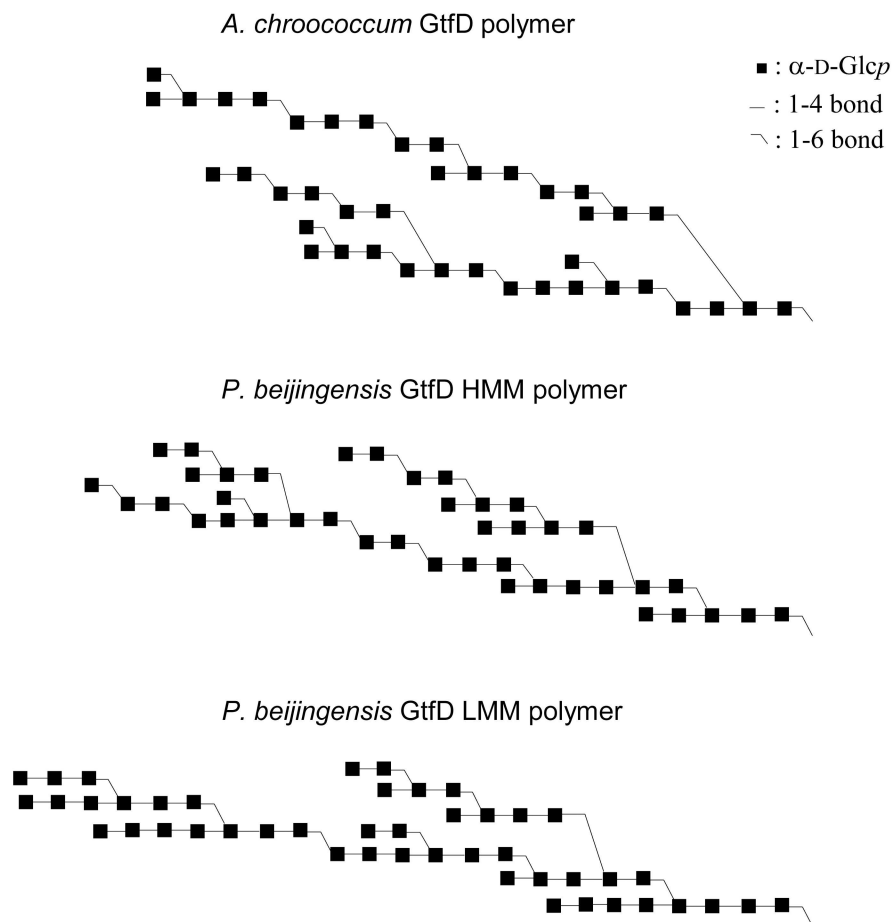 A. chroococcum GtfD polymer
■ : α-D-Glcp
— : 1-4 bond
﹁ : 1-6 bond
P. beijingensis GtfD HMM polymer
P. beijingensis GtfD LMM polymer